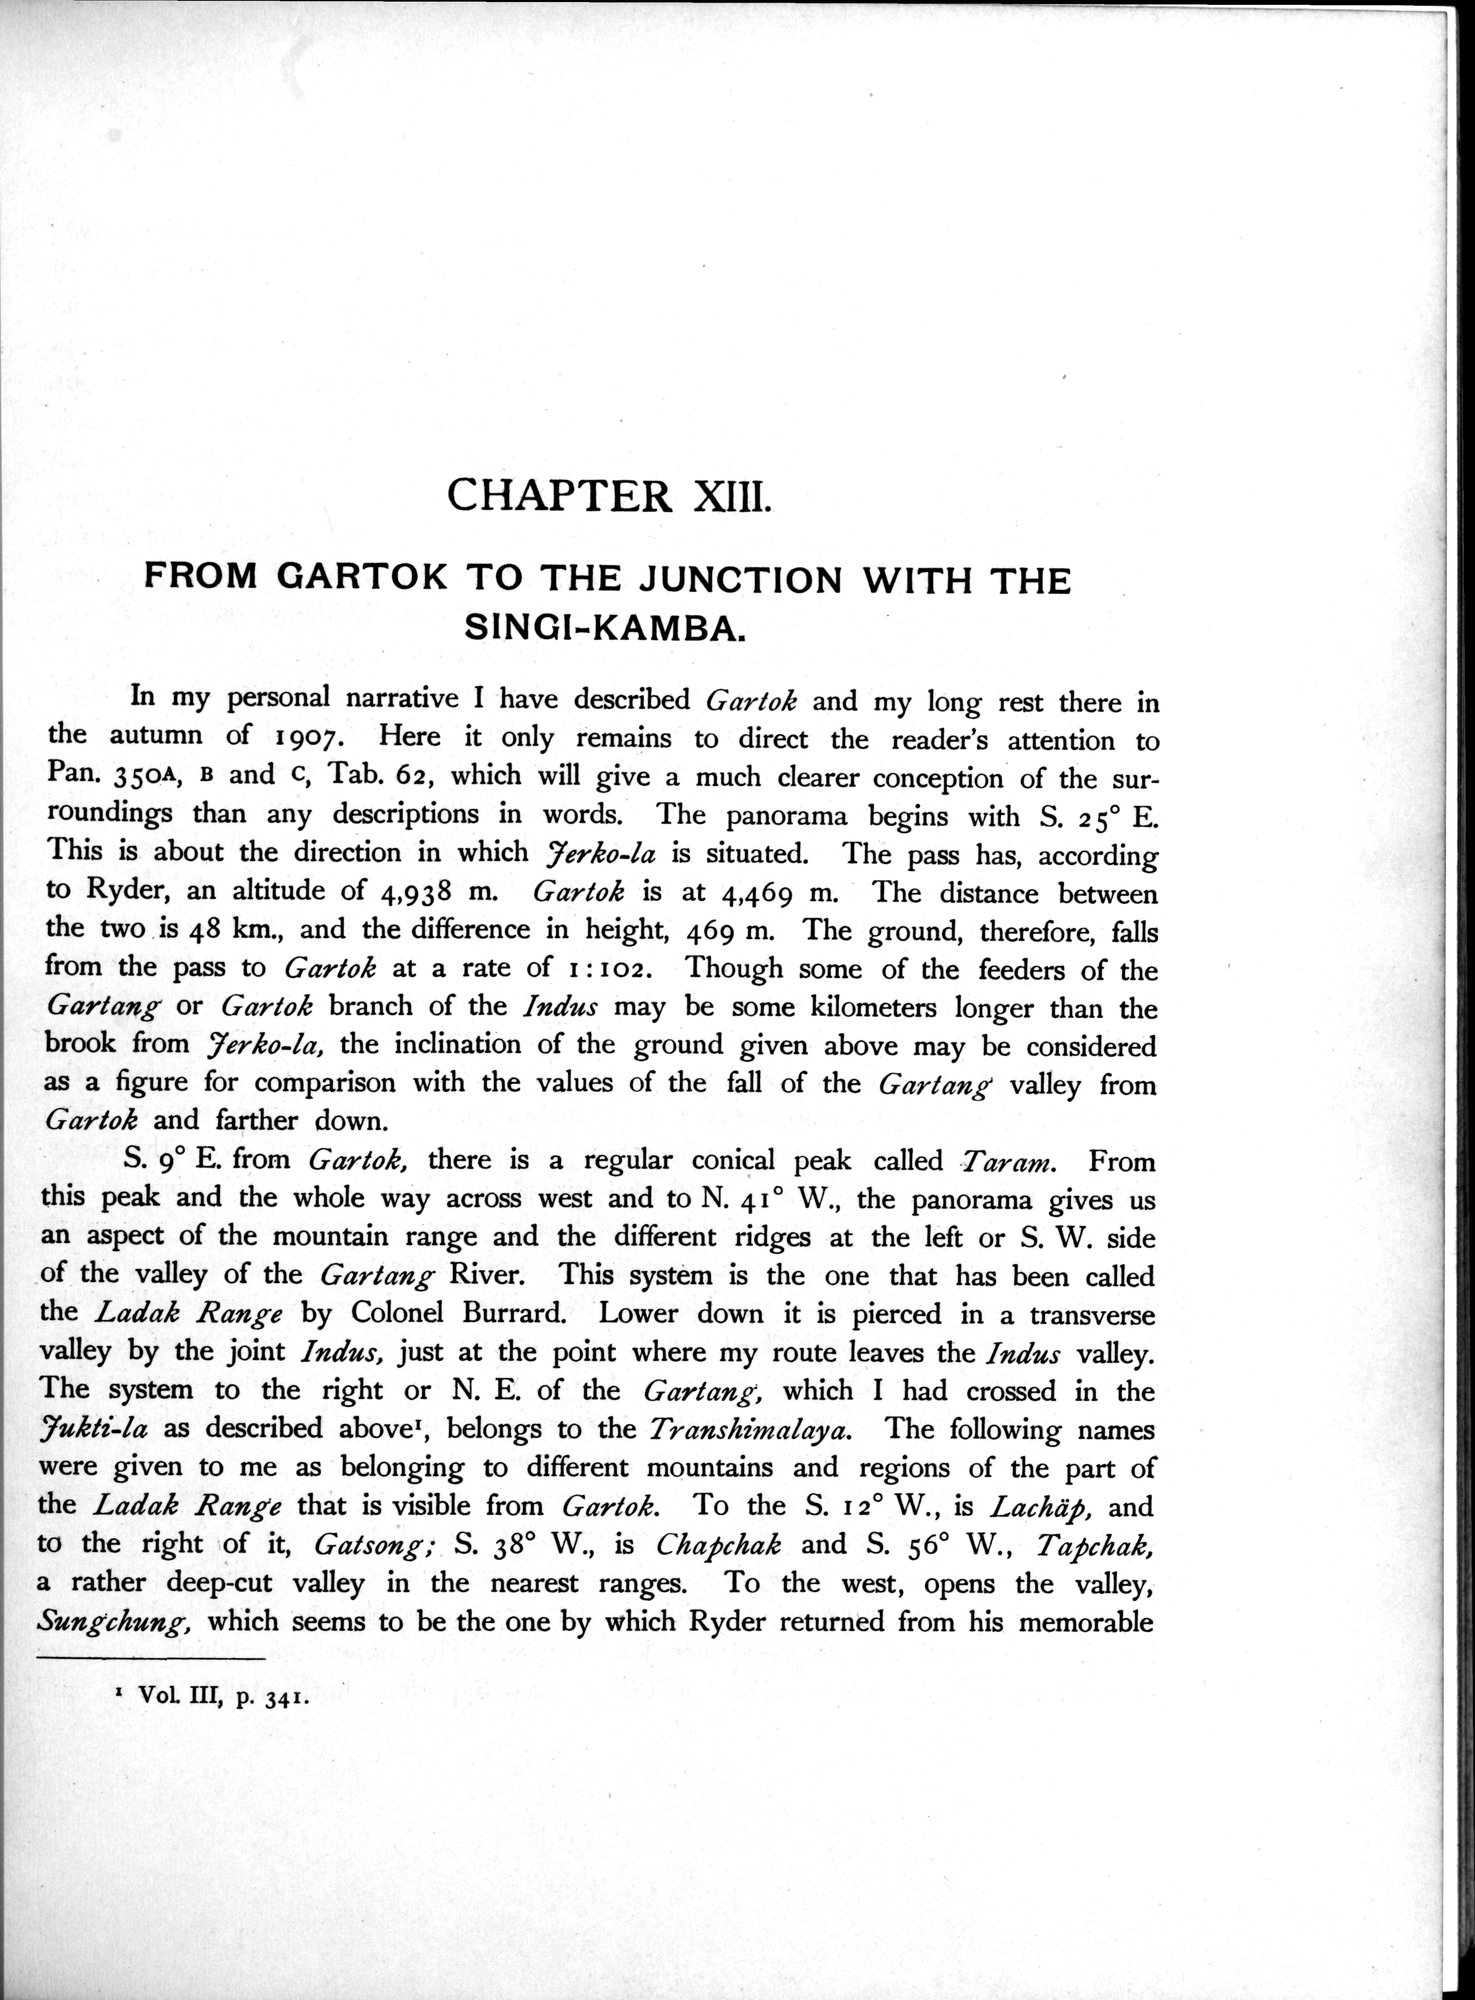 CHAPTER XIII.
FROM GARTOK TO THE JUNCTION WITH THE
SINGI-KAMBA.
In my personal narrative I have described Gartok and my long rest there in
the autumn of 1907. Here it only remains to direct the reader's attention to
Pan. 350A, B and C, Tab. 62, which will give a much clearer conception of the sur-
roundings than any descriptions in words. The panorama begins with S. 25° E.
This is about the direction in which Jerko-la is situated. The pass has, according
to Ryder, an altitude of 4,938 m. Gartok is at 4,469 m. The distance between
the two is 48 km., and the difference in height, 469 m. The ground, therefore, falls
from the pass to Gartok at a rate of 1:102. Though some of the feeders of the
Gartang or Gartok branch of the Indus may be some kilometers longer than the
brook from Jerko-la, the inclination of the ground given above may be considered
as a figure for comparison with the values of the fall of the Gartang valley from
Gartok and farther down.
S. 9° E. from Gartok, there is a regular conical peak called Taram. From
this peak and the whole way across west and to N. 41° W., the panorama gives us
an aspect of the mountain range and the different ridges at the left or S. W. side
of the valley of the Gartang River. This system is the one that has been called
the Ladak Range by Colonel Burrard. Lower down it is pierced in a transverse
valley by the joint Indus, just at the point where my route leaves the Indus valley.
The system to the right or N. E. of the Gartang, which I had crossed in the
Jukti-la as described above¹, belongs to the Transhimalaya. The following names
were given to me as belonging to different mountains and regions of the part of
the Ladak Range that is visible from Gartok. To the S. 12° W., is Lachäp, and
to the right of it, Gatsong; S. 38° W., is Chapchak and S. 56° W., Tapchak,
a rather deep-cut valley in the nearest ranges. To the west, opens the valley,
Sungchung, which seems to be the one by which Ryder returned from his memorable
¹ Vol. III, p. 341.